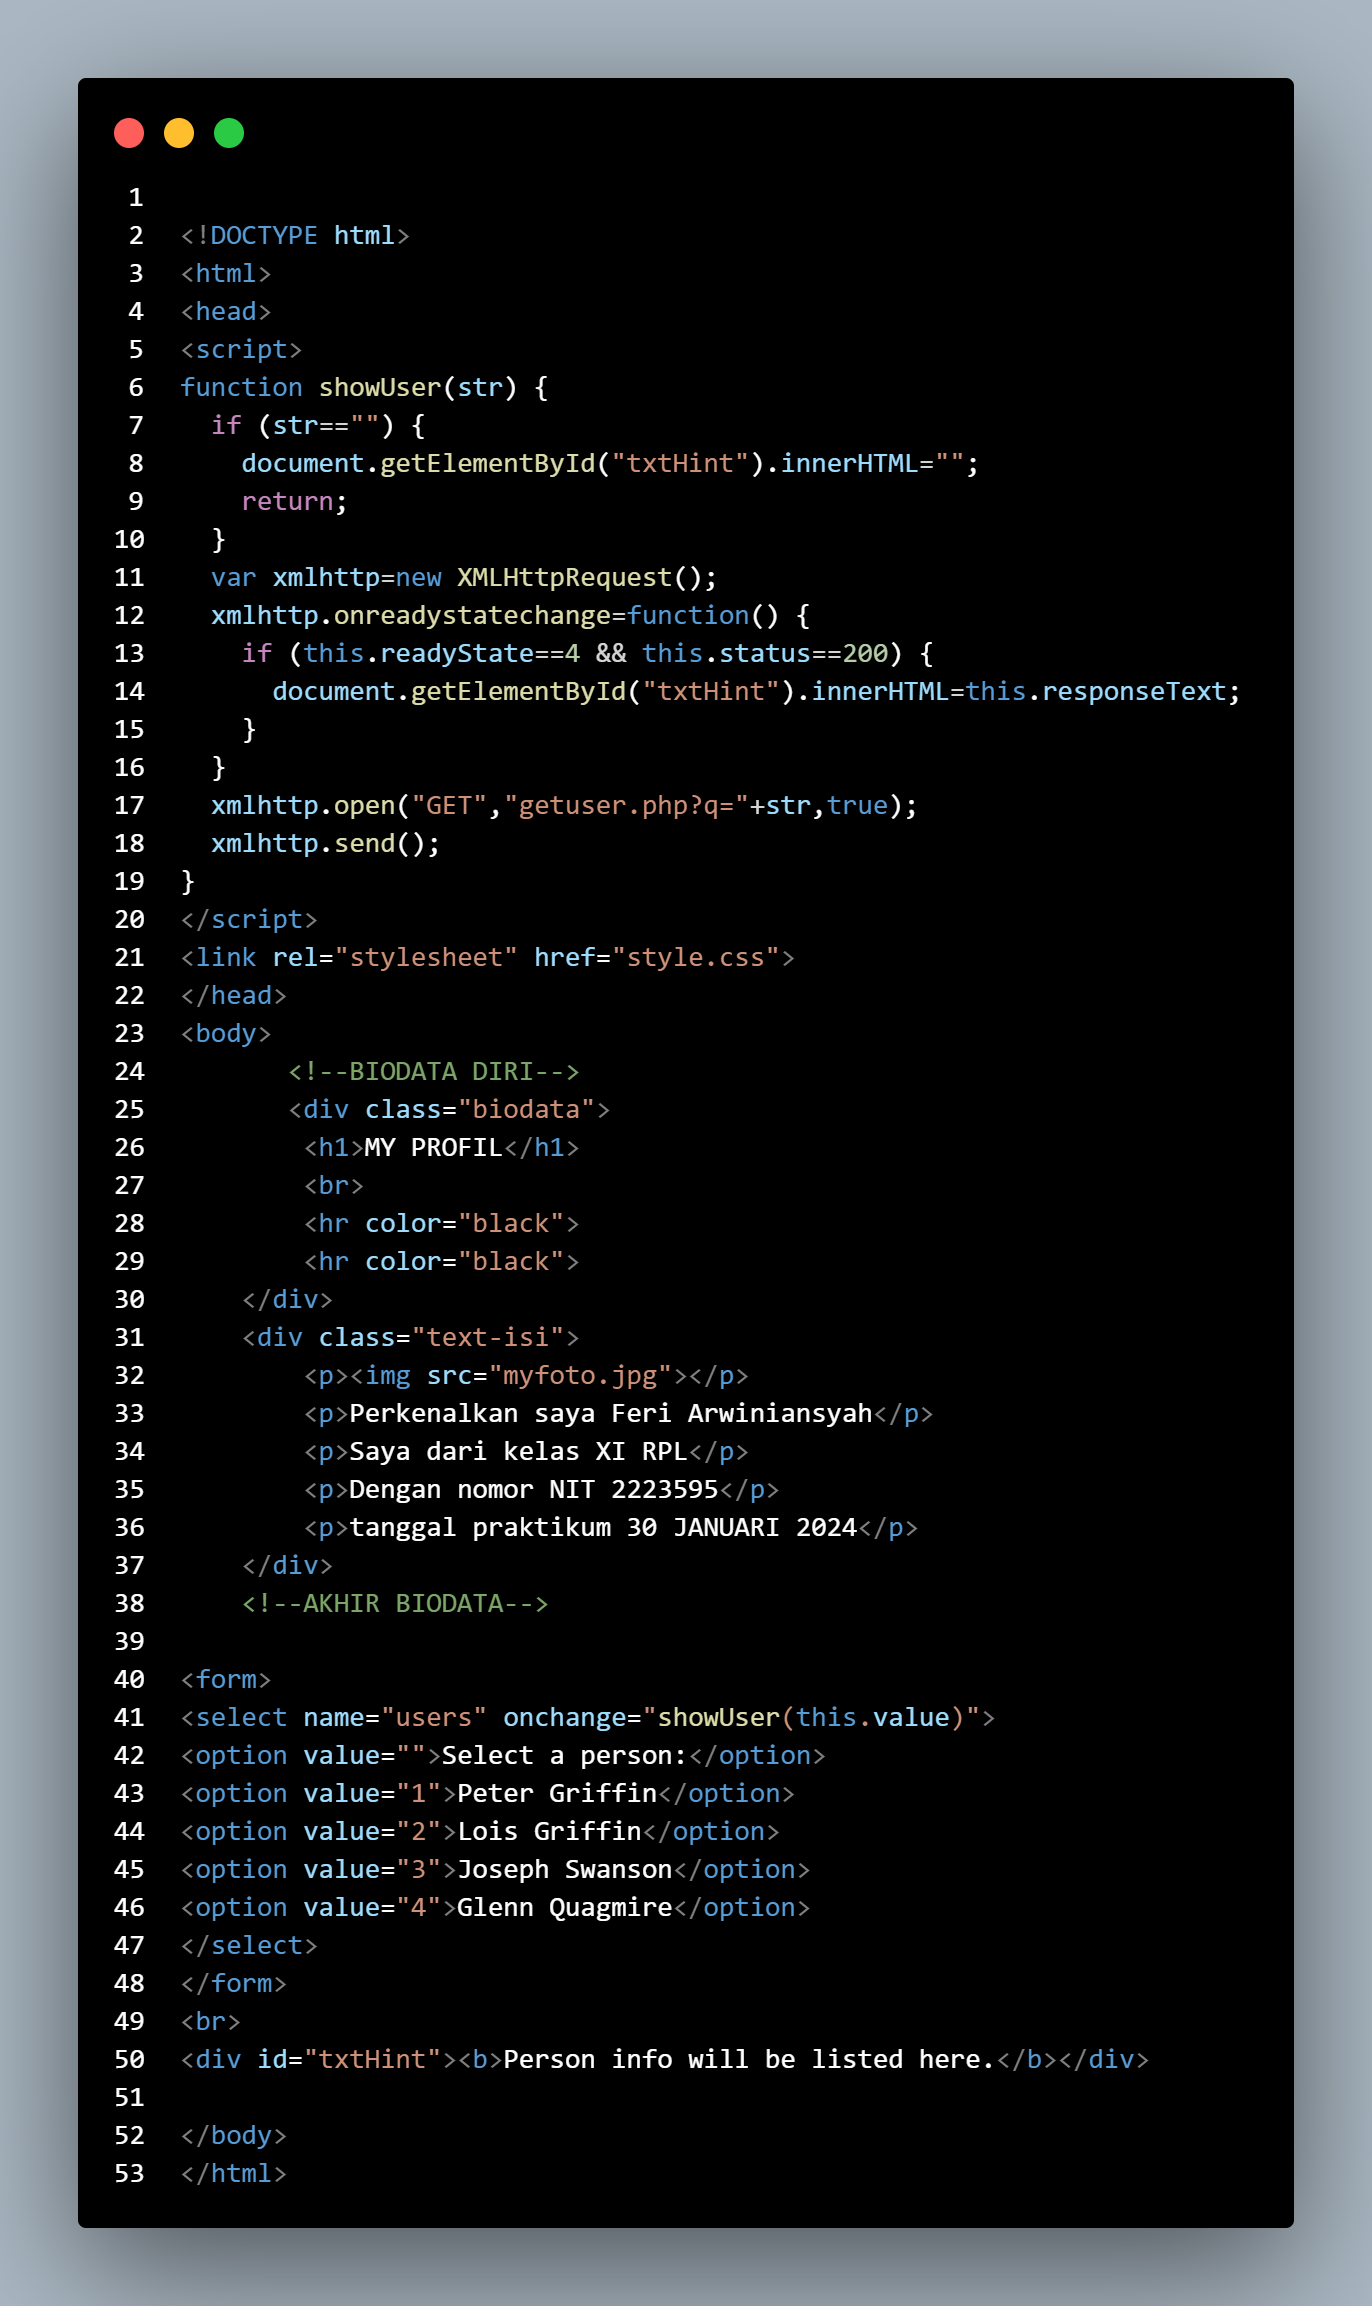 1
2 <!DOCTYPE html>
3 <html>
4 <head>
5 <script>
6 function showUser(str) {
7   if (str=="") {
8     document.getElementById("txtHint").innerHTML="";
9     return;
10   }
11   var xmlhttp=new XMLHttpRequest();
12   xmlhttp.onreadystatechange=function() {
13     if (this.readyState==4 && this.status==200) {
14       document.getElementById("txtHint").innerHTML=this.responseText;
15     }
16   }
17   xmlhttp.open("GET","getuser.php?q="+str,true);
18   xmlhttp.send();
19 }
20 </script>
21 <link rel="stylesheet" href="style.css">
22 </head>
23 <body>
24        <!--BIODATA DIRI-->
25        <div class="biodata">
26         <h1>MY PROFIL</h1>
27         <br>
28         <hr color="black">
29         <hr color="black">
30     </div>
31     <div class="text-isi">
32         <p><img src="myfoto.jpg"></p>
33         <p>Perkenalkan saya Feri Arwiniansyah</p>
34         <p>Saya dari kelas XI RPL</p>
35         <p>Dengan nomor NIT 2223595</p>
36         <p>tanggal praktikum 30 JANUARI 2024</p>
37     </div>
38     <!--AKHIR BIODATA-->
39
40 <form>
41 <select name="users" onchange="showUser(this.value)">
42 <option value="">Select a person:</option>
43 <option value="1">Peter Griffin</option>
44 <option value="2">Lois Griffin</option>
45 <option value="3">Joseph Swanson</option>
46 <option value="4">Glenn Quagmire</option>
47 </select>
48 </form>
49 <br>
50 <div id="txtHint"><b>Person info will be listed here.</b></div>
51
52 </body>
53 </html>